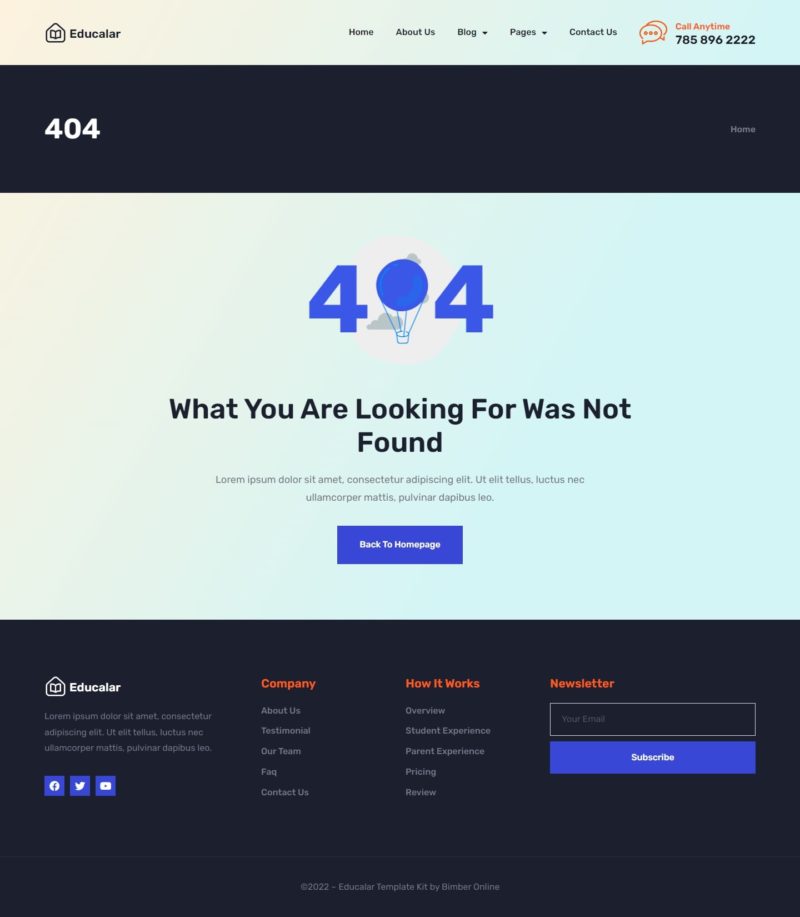 Educalar
Home
About Us
Blog
Pages
Contact Us
Call Anytime
785 896 2222
404
Home
4 4
What You Are Looking For Was Not
Found
Lorem ipsum dolor sit amet, consectetur adipiscing elit. Ut elit tellus, luctus nec
ullamcorper mattis, pulvinar dapibus leo.
Back To Homepage
Educalar
Lorem ipsum dolor sit amet, consectetur
adipiscing elit. Ut elit tellus, luctus nec
ullamcorper mattis, pulvinar dapibus leo.
Company
About Us
Testimonial
Our Team
Faq
Contact Us
How It Works
Overview
Student Experience
Parent Experience
Pricing
Review
Newsletter
Your Email
Subscribe
©2022 – Educalar Template Kit by Bimber Online